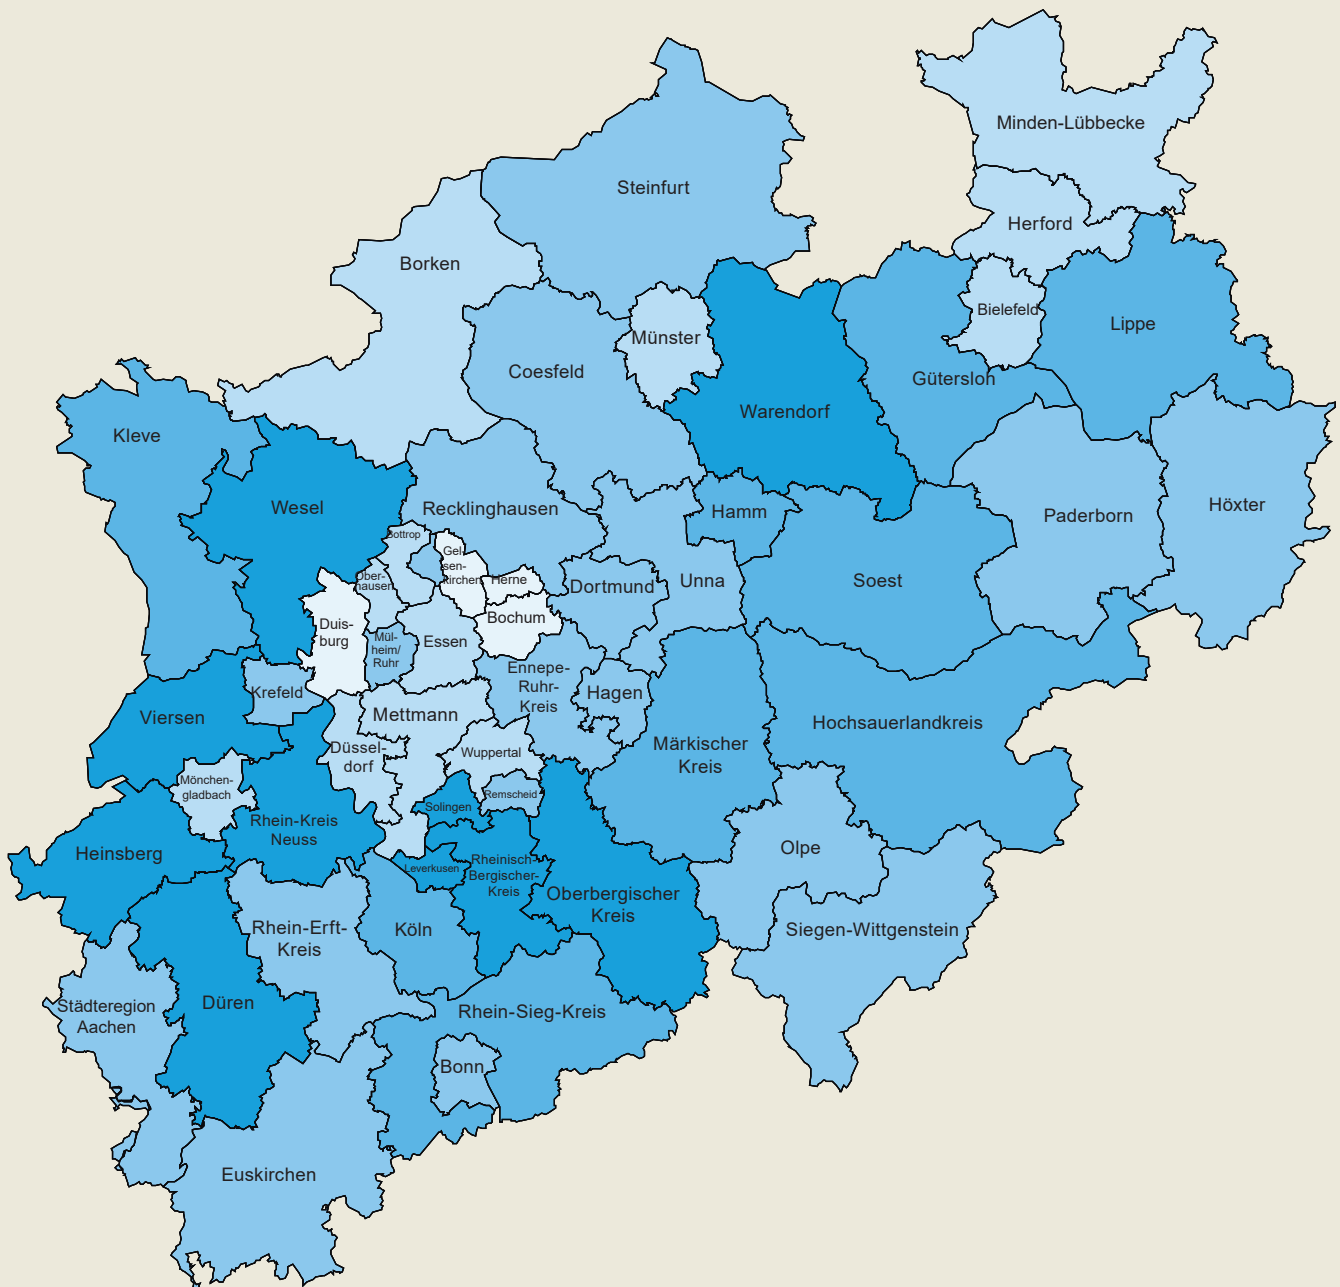 Minden-Lübbecke
Steinfurt
Herford
Borken
Bielefeld
Lippe
Münster
Coesfeld
Gütersloh
Warendorf
Kleve
Wesel
Recklinghausen
Hamm
Höxter
Paderborn
Bottrop
Gel-
sen-
kirchen
Ober-
hausen
Herne
Dortmund
Unna
Soest
Duis-
burg
Bochum
Mül-
heim/
Ruhr
Essen
Ennepe-
Ruhr-
Kreis
Krefeld
Hagen
Viersen
Mettmann
Hochsauerlandkreis
Düssel-
dorf
Wuppertal
Märkischer
Kreis
Mönchen-
gladbach
Remscheid
Solingen
Rhein-Kreis
Neuss
Heinsberg
Olpe
Leverkusen
Rheinisch-
Bergischer-
Kreis
Oberbergischer
Kreis
Rhein-Erft-
Kreis
Köln
Siegen-Wittgenstein
Städteregion
Aachen
Düren
Rhein-Sieg-Kreis
Bonn
Euskirchen